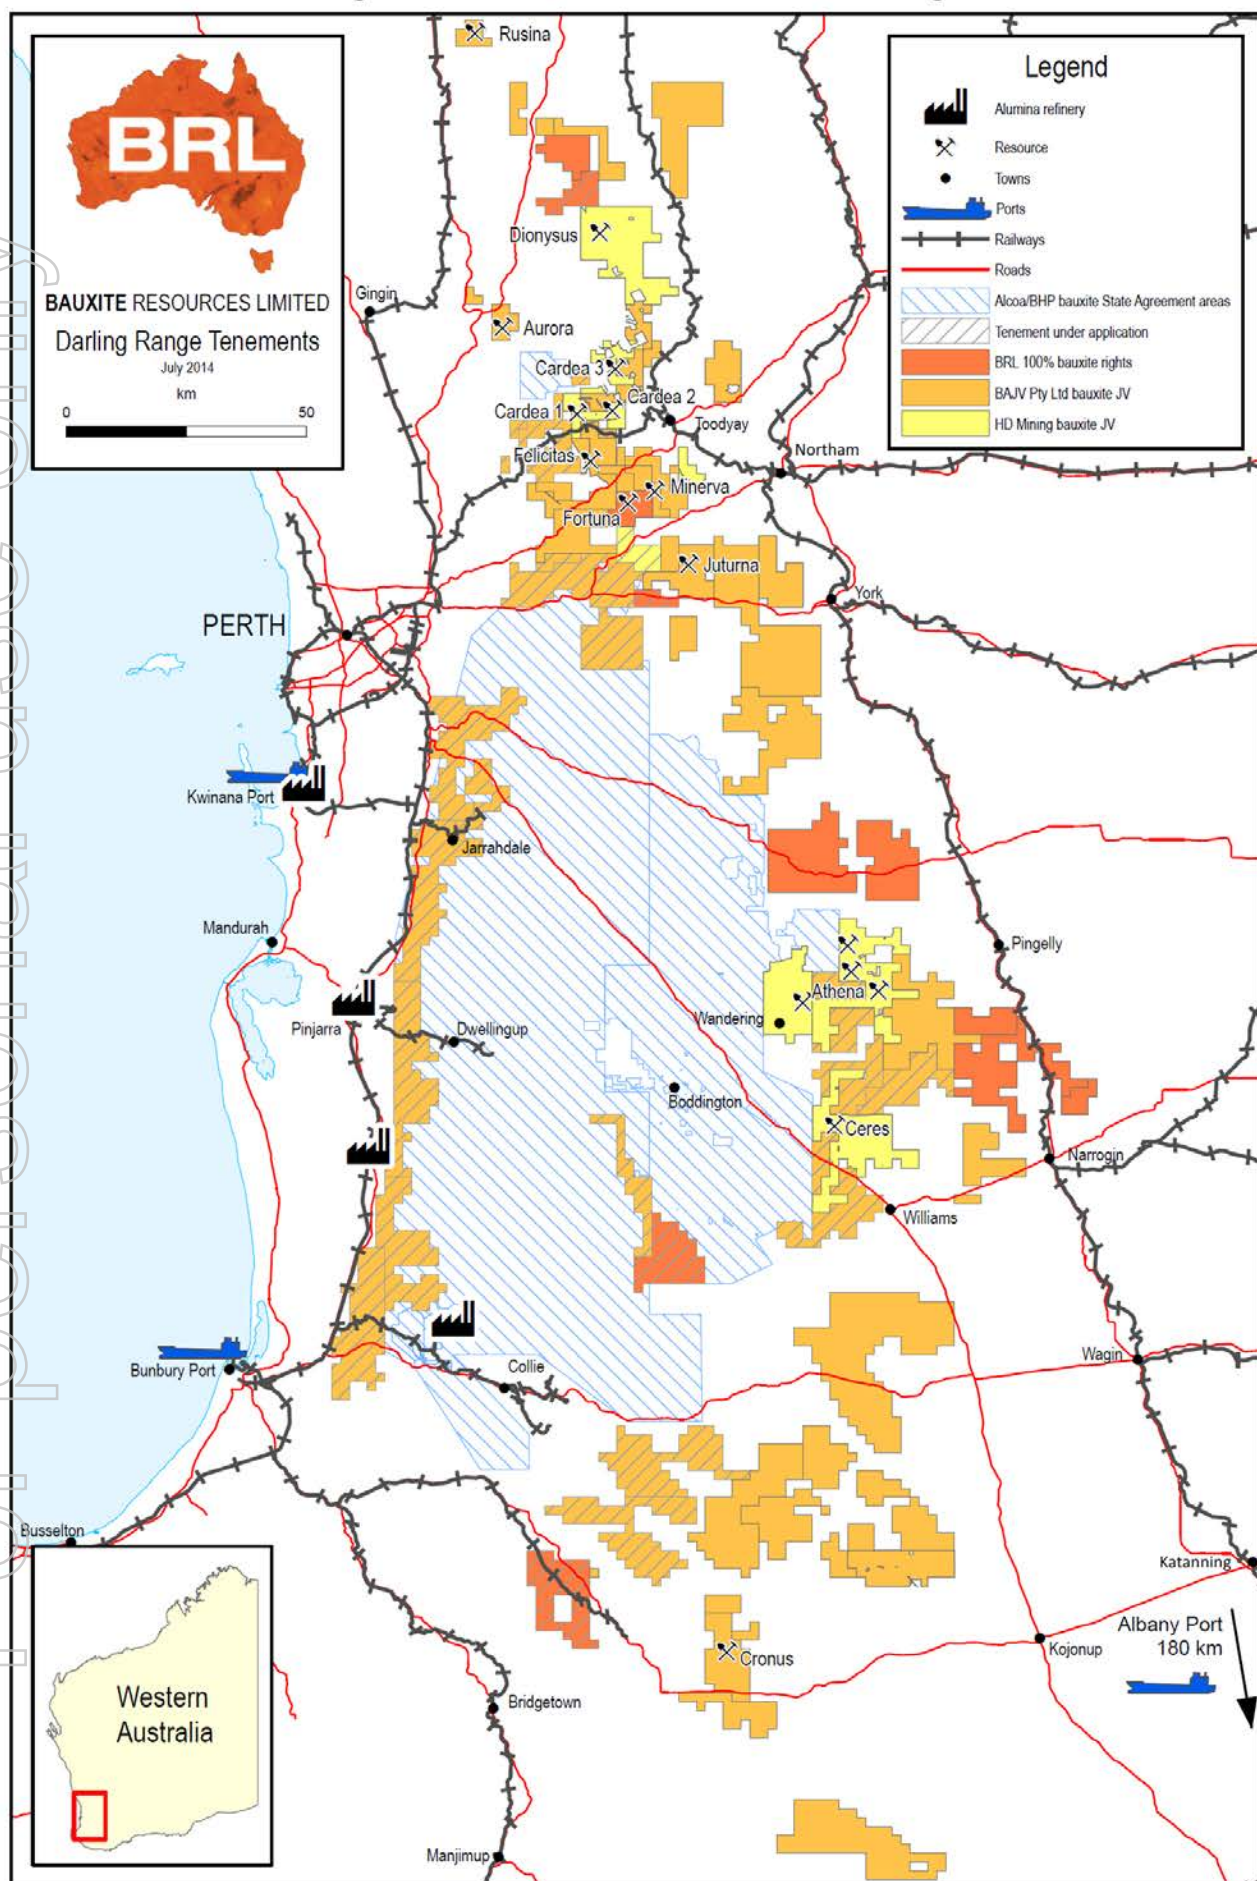 BRL
BAUXITE RESOURCES LIMITED
Darling Range Tenements
July 2014
km
0 50
Legend
Alumina refinery
Resource
Towns
Ports
Railways
Roads
Alcoa/BHP bauxite State Agreement areas
Tenement under application
BRL 100% bauxite rights
BAJV Pty Ltd bauxite JV
HD Mining bauxite JV
Rusina
Dionysus
Gingin
Aurora
Cardea 3
Cardea 2
Cardea 1
Toodyay
Felicitas
Northam
Minerva
Fortuna
Juturna
York
PERTH
Kwinana Port
Jarrahdale
Mandurah
Pingelly
Athena
Wandering
Pinjarra
Dwellingup
Boddington
Ceres
Narrogin
Williams
Wagin
Bunbury Port
Collie
Busselton
Katanning
Albany Port
180 km
Kojonup
Cronus
Bridgetown
Western
Australia
Manjimup